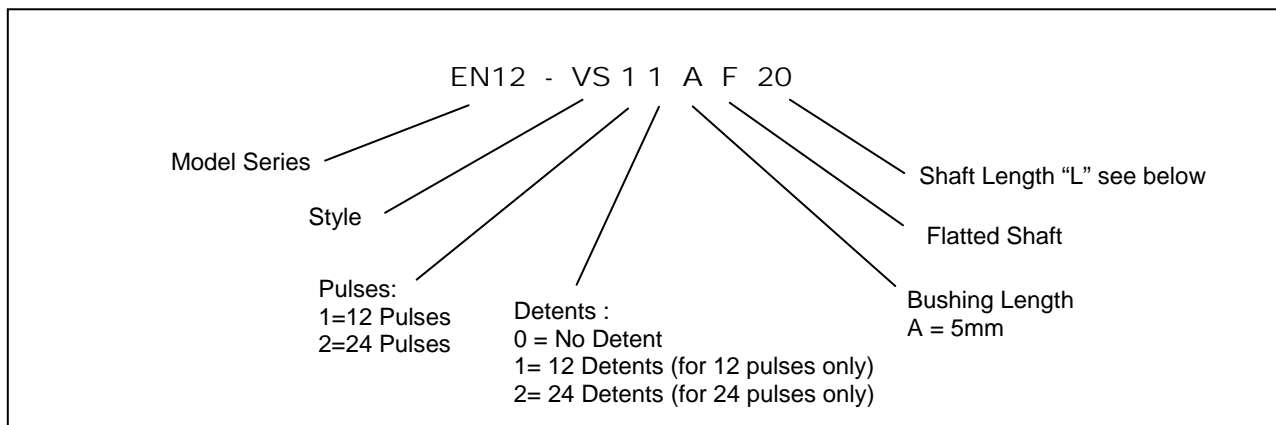 EN12 - VS 1 1 A F 20
Model Series
Style
Pulses:
1=12 Pulses
2=24 Pulses
Detents :
0 = No Detent
1= 12 Detents (for 12 pulses only)
2= 24 Detents (for 24 pulses only)
Bushing Length
A = 5mm
Flatted Shaft
Shaft Length “L” see below